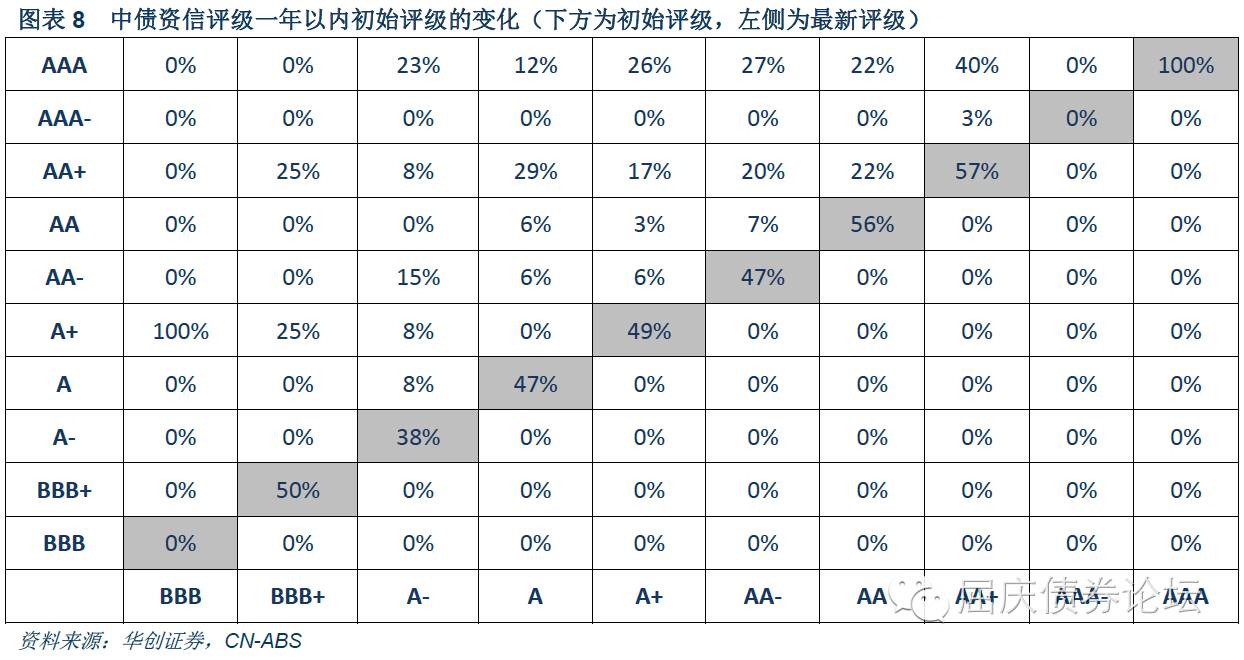 图表 8 中债资信评级一年以内初始评级的变化（下方为初始评级，左侧为最新评级）
AAA 0% 0% 23% 12% 26% 27% 22% 40% 0% 100%
AAA- 0% 0% 0% 0% 0% 0% 0% 3% 0% 0%
AA+ 0% 25% 8% 29% 17% 20% 22% 57% 0% 0%
AA 0% 0% 0% 6% 3% 7% 56% 0% 0% 0%
AA- 0% 0% 15% 6% 6% 47% 0% 0% 0% 0%
A+ 100% 25% 8% 0% 49% 0% 0% 0% 0% 0%
A 0% 0% 8% 47% 0% 0% 0% 0% 0% 0%
A- 0% 0% 38% 0% 0% 0% 0% 0% 0% 0%
BBB+ 0% 50% 0% 0% 0% 0% 0% 0% 0% 0%
BBB 0% 0% 0% 0% 0% 0% 0% 0% 0% 0%
BBB BBB+ A- A A+ AA- AA AA+ AAA- AAA
屈庆债券论坛
资料来源：华创证券，CN-ABS